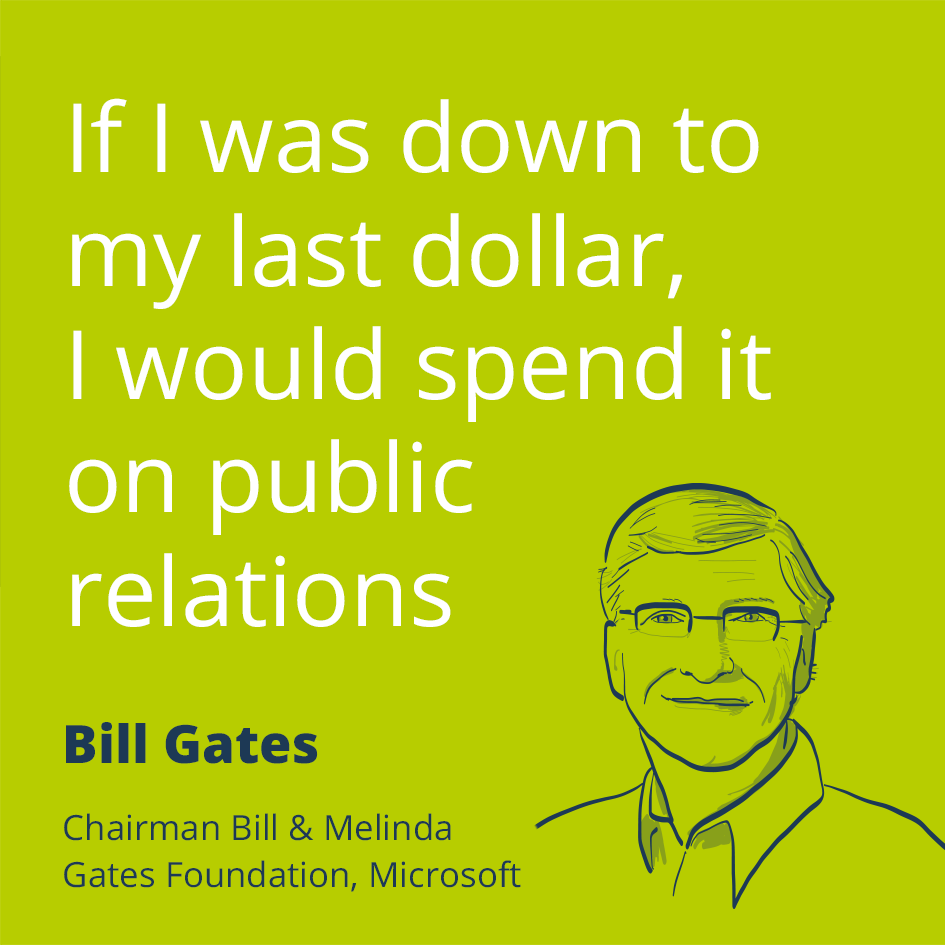 If I was down to
my last dollar,
I would spend it
on public
relations
Bill Gates
Chairman Bill & Melinda
Gates Foundation, Microsoft